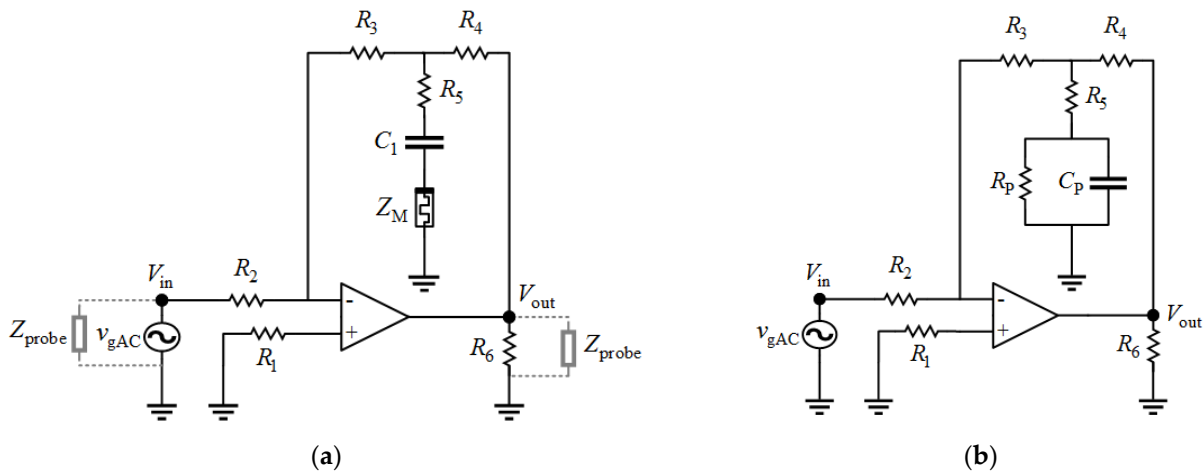 R3 R4
R5
C1
ZM
Vin R2
Zprobe vgAC
R1
-
+
Vout
R6 Zprobe
(a)
R3 R4
R5
RP CP
Vin R2
vgAC
R1
-
+
Vout
R6
(b)